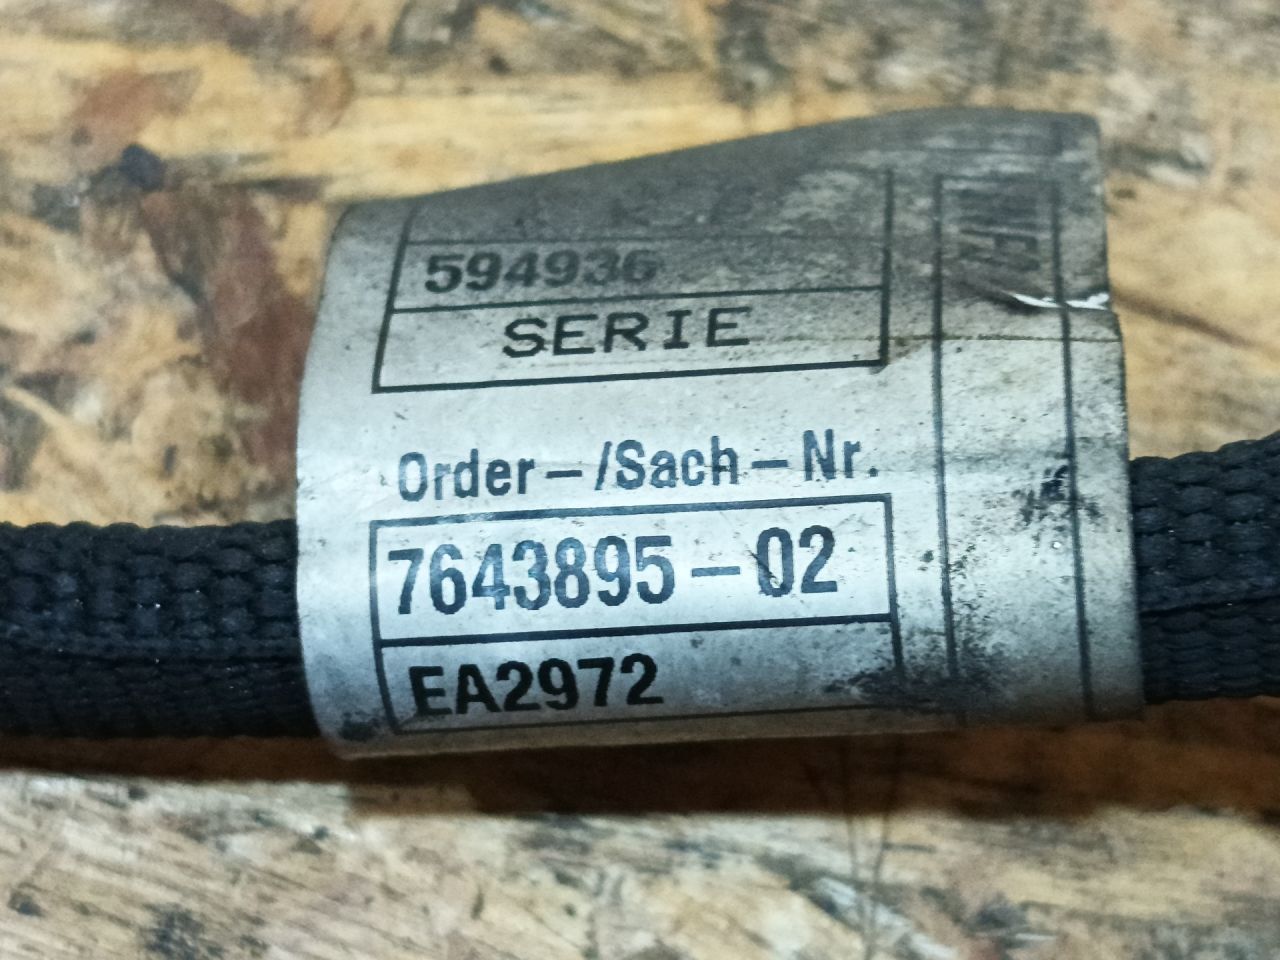 594936
SERIE
Order-/Sach-Nr.
7643895-02
EA2972